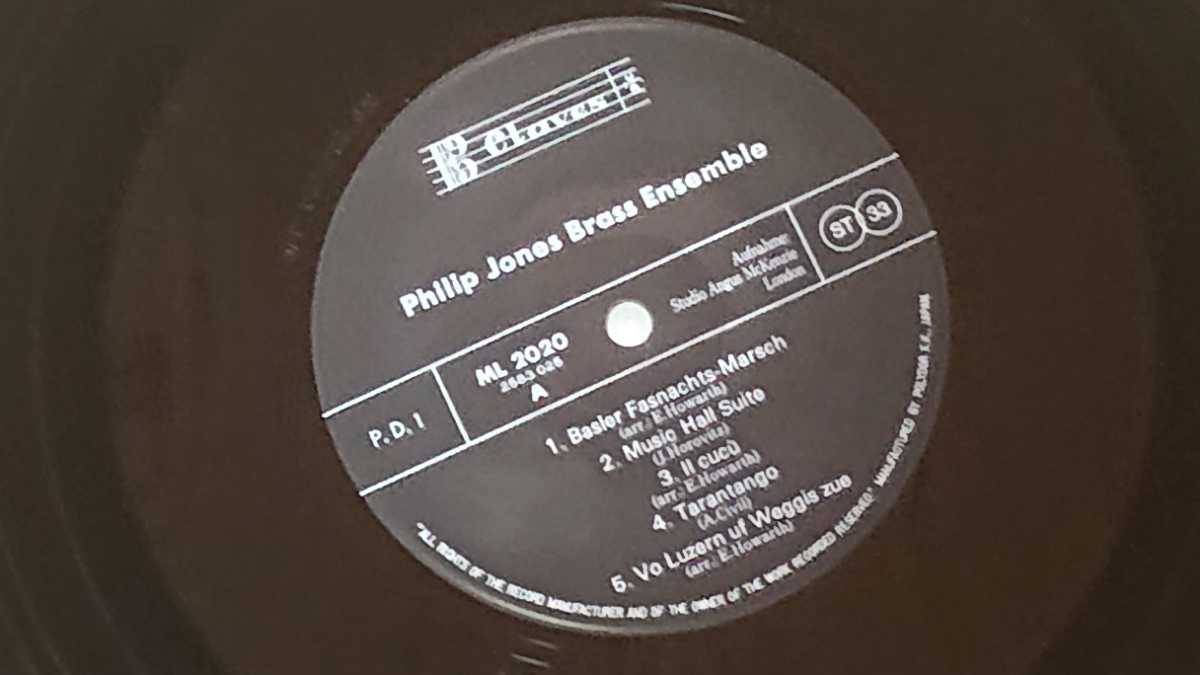 Claves
Philip Jones Brass Ensemble
P.D.1
ML 2020
2683 026
A
Aufnahme:
Studio Angus McKenzie
London
ST 33
1. Basler Fasnachts-Marsch
(arr. E.Howarth)
2. Music Hall Suite
(J.Horovitz)
3. Il cucù
(arr. E.Howarth)
4. Tarantango
(A.Civil)
5. Vo Luzern uf Weggis zue
(arr. E.Howarth)
"ALL RIGHTS OF THE RECORD MANUFACTURER AND OF THE OWNER OF THE WORK RECORDED RESERVED." MANUFACTURED BY POLYDOR K.K., JAPAN